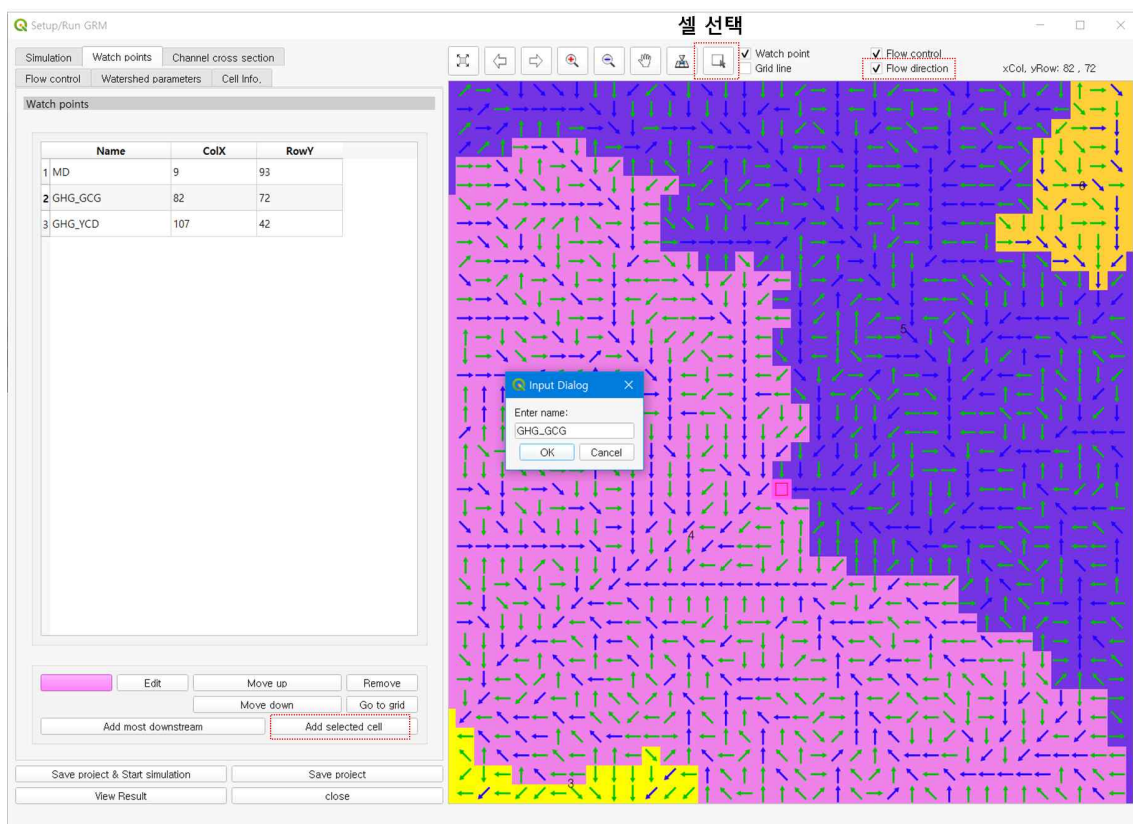 셀 선택
Setup/Run GRM
Simulation Watch points Channel cross section
Flow control Watershed parameters Cell Info.
Watch point Flow control
Grid line Flow direction xCol, yRow: 82 , 72
Watch points
Name ColX RowY
1 MD 9 93
2 GHG_GCG 82 72
3 GHG_YCD 107 42
6
5
Input Dialog
Enter name:
GHG_GCG
OK Cancel
4
Edit Move up Remove
Move down Go to grid
Add most downstream Add selected cell
Save project & Start simulation Save project
3
View Result close